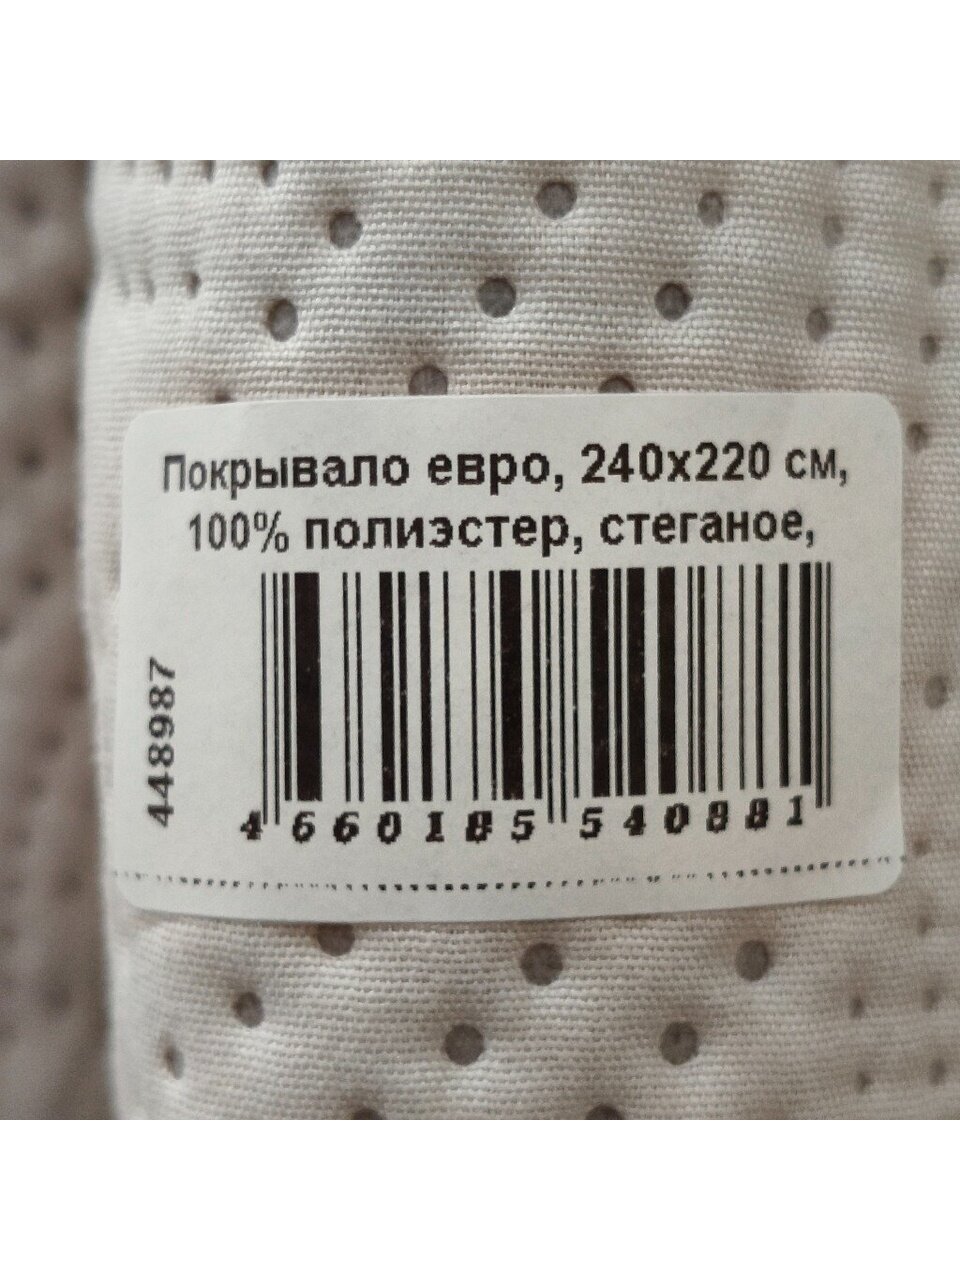 Покрывало евро, 240х220 см,
100% полиэстер, стеганое,
448987
4 660185 540881